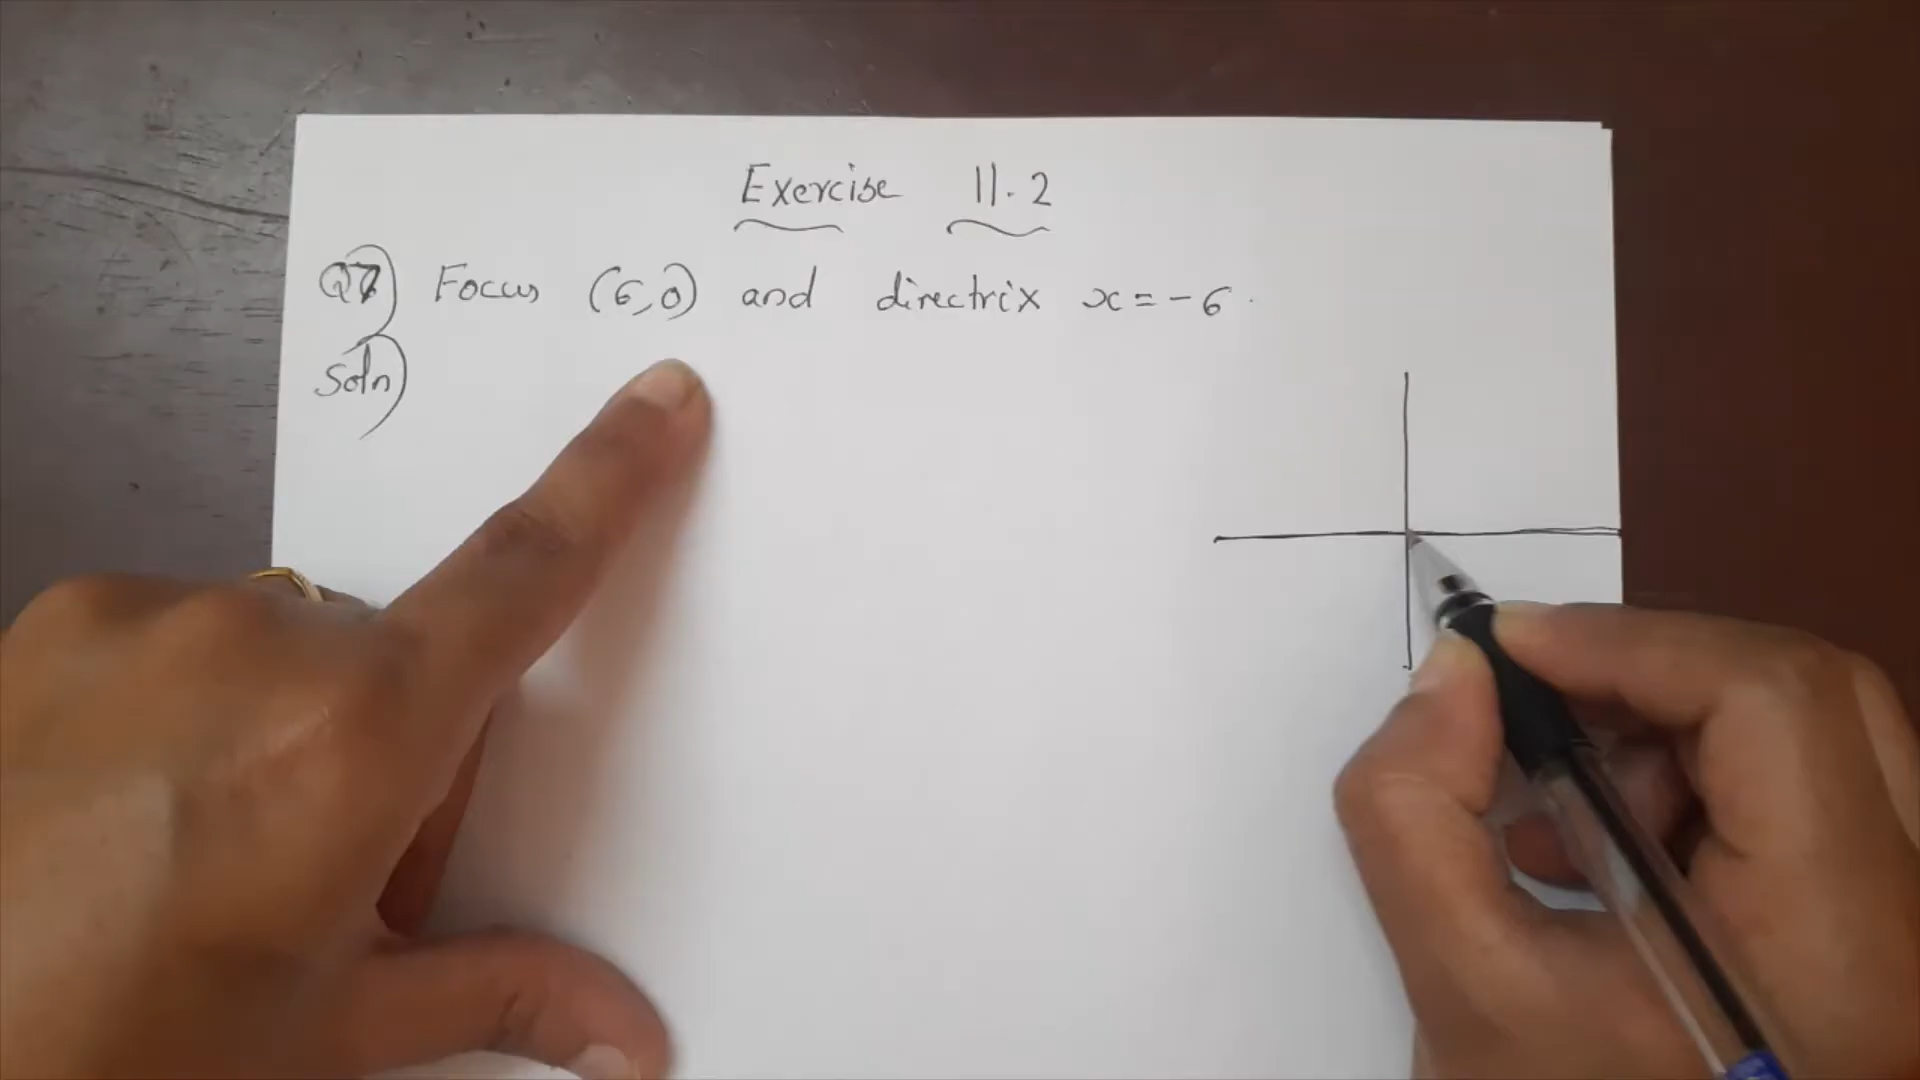 Exercise 11.2
Q7) Focus (6,0) and directrix x = -6.
Soln)